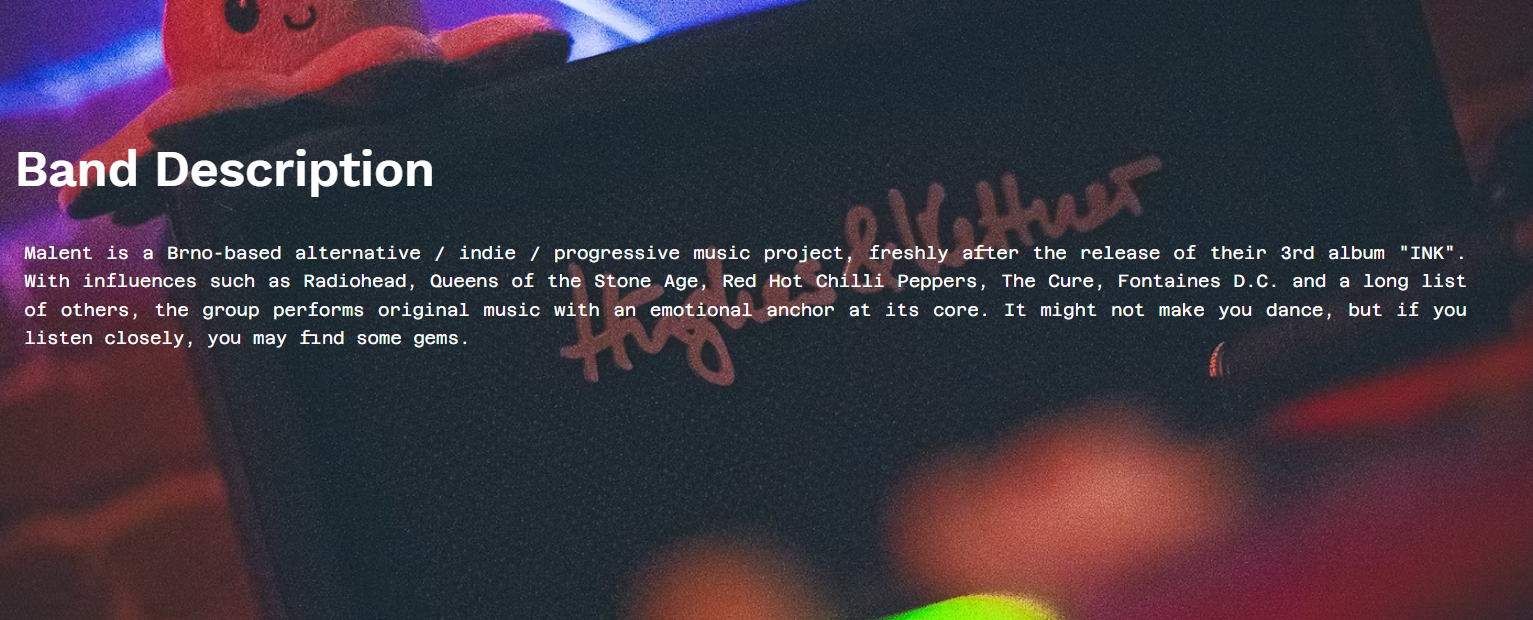 Band Description
Hughes & Kettner
Malent is a Brno-based alternative / indie / progressive music project, freshly after the release of their 3rd album "INK".
With influences such as Radiohead, Queens of the Stone Age, Red Hot Chilli Peppers, The Cure, Fontaines D.C. and a long list
of others, the group performs original music with an emotional anchor at its core. It might not make you dance, but if you
listen closely, you may find some gems.